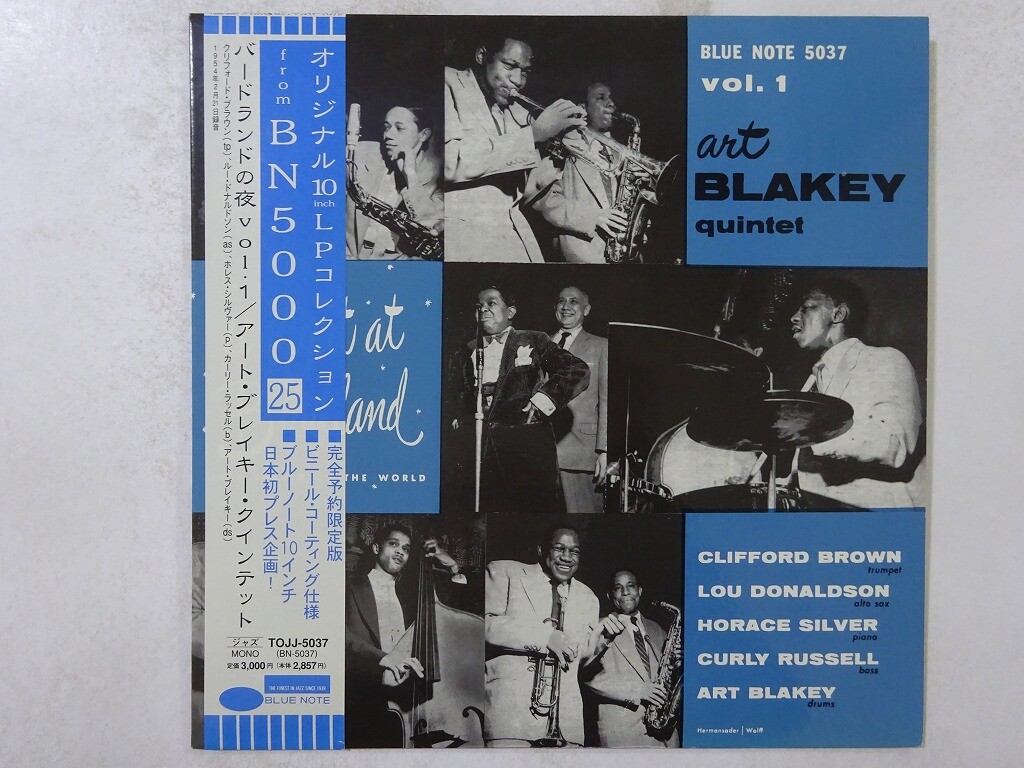 オリジナル10inchLPコレクション
from BN5000 25
バードランドの夜vol.1/アート・ブレイキー・クインテット
クリフォード・ブラウン(tp)、ルー・ドナルドソン(as)、ホレス・シルヴァー(p)、カーリー・ラッセル(b)、アート・ブレイキー(ds)
1954年2月21日録音
■完全予約限定版
■ビニール・コーティング仕様
■ブルーノート10インチ
日本初プレス企画!
ジャズ TOJJ-5037
MONO (BN-5037)
定価3,000円(本体2,857円)
THE FINEST IN JAZZ SINCE 1939
BLUE NOTE
BLUE NOTE 5037
vol. 1
art
BLAKEY
quintet
at
land
THE WORLD
CLIFFORD BROWN
trumpet
LOU DONALDSON
alto sax
HORACE SILVER
piano
CURLY RUSSELL
bass
ART BLAKEY
drums
Hermansader | Wolff